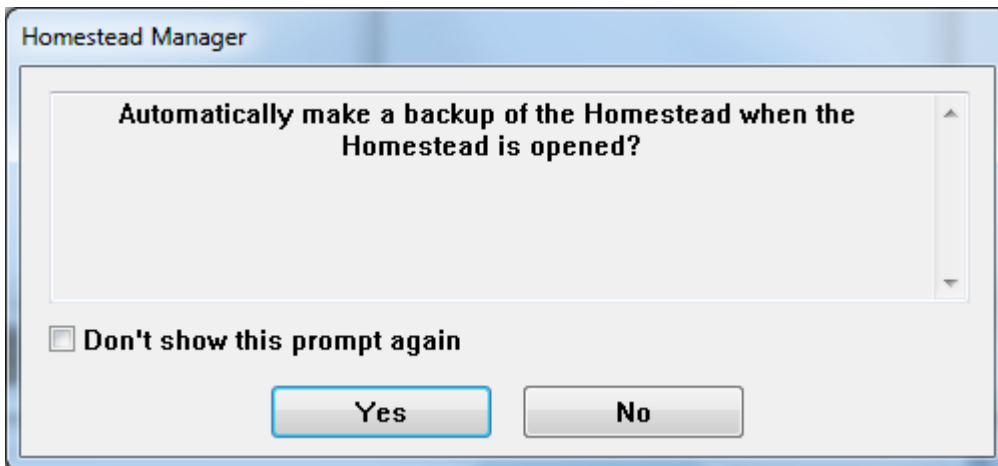 Homestead Manager
Automatically make a backup of the Homestead when the
Homestead is opened?
Don't show this prompt again
Yes No